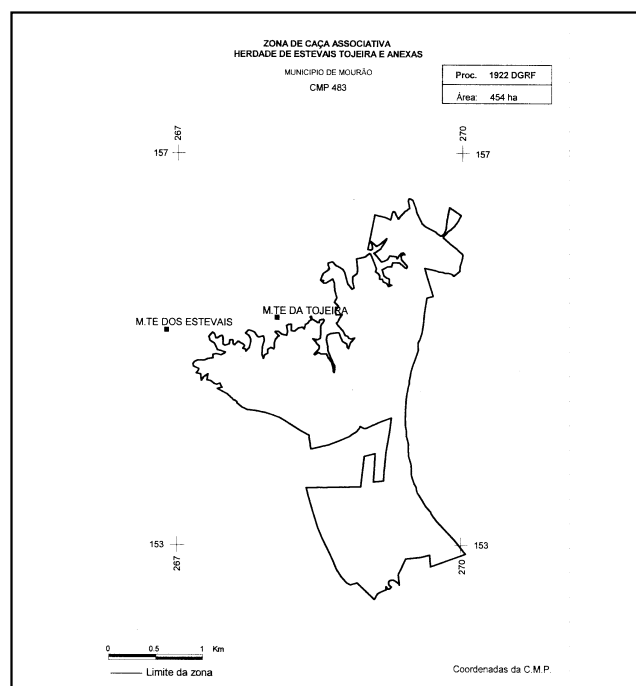 ZONA DE CAÇA ASSOCIATIVA
HERDADE DE ESTEVAIS TOJEIRA E ANEXAS
MUNICIPIO DE MOURÃO
CMP 483
Proc. 1922 DGRF
Área: 454 ha
267
270
157
157
M.TE DA TOJEIRA
M.TE DOS ESTEVAIS
153
153
267
270
0 0.5 1 Km
Limite da zona
Coordenadas da C.M.P.